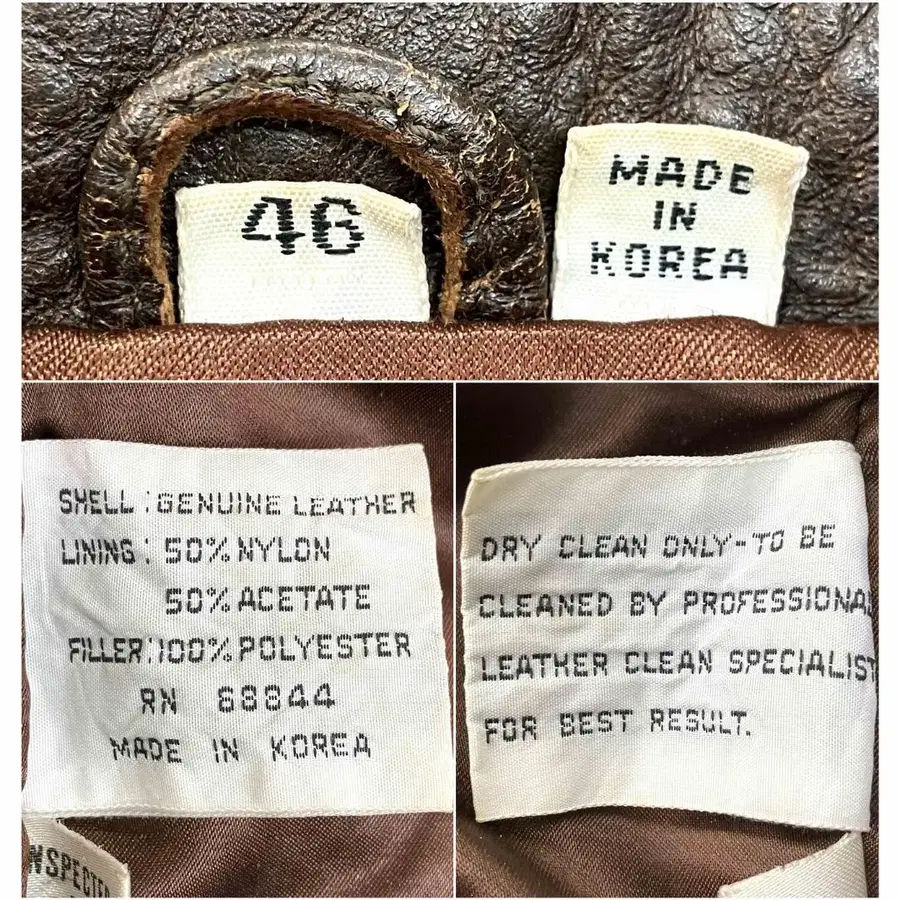 46
MADE
IN
KOREA
SHELL : GENUINE LEATHER
LINING : 50% NYLON
50% ACETATE
FILLER: 100% POLYESTER
RN 68844
MADE IN KOREA
DRY CLEAN ONLY-TO BE
CLEANED BY PROFESSIONAL
LEATHER CLEAN SPECIALIST
FOR BEST RESULT.